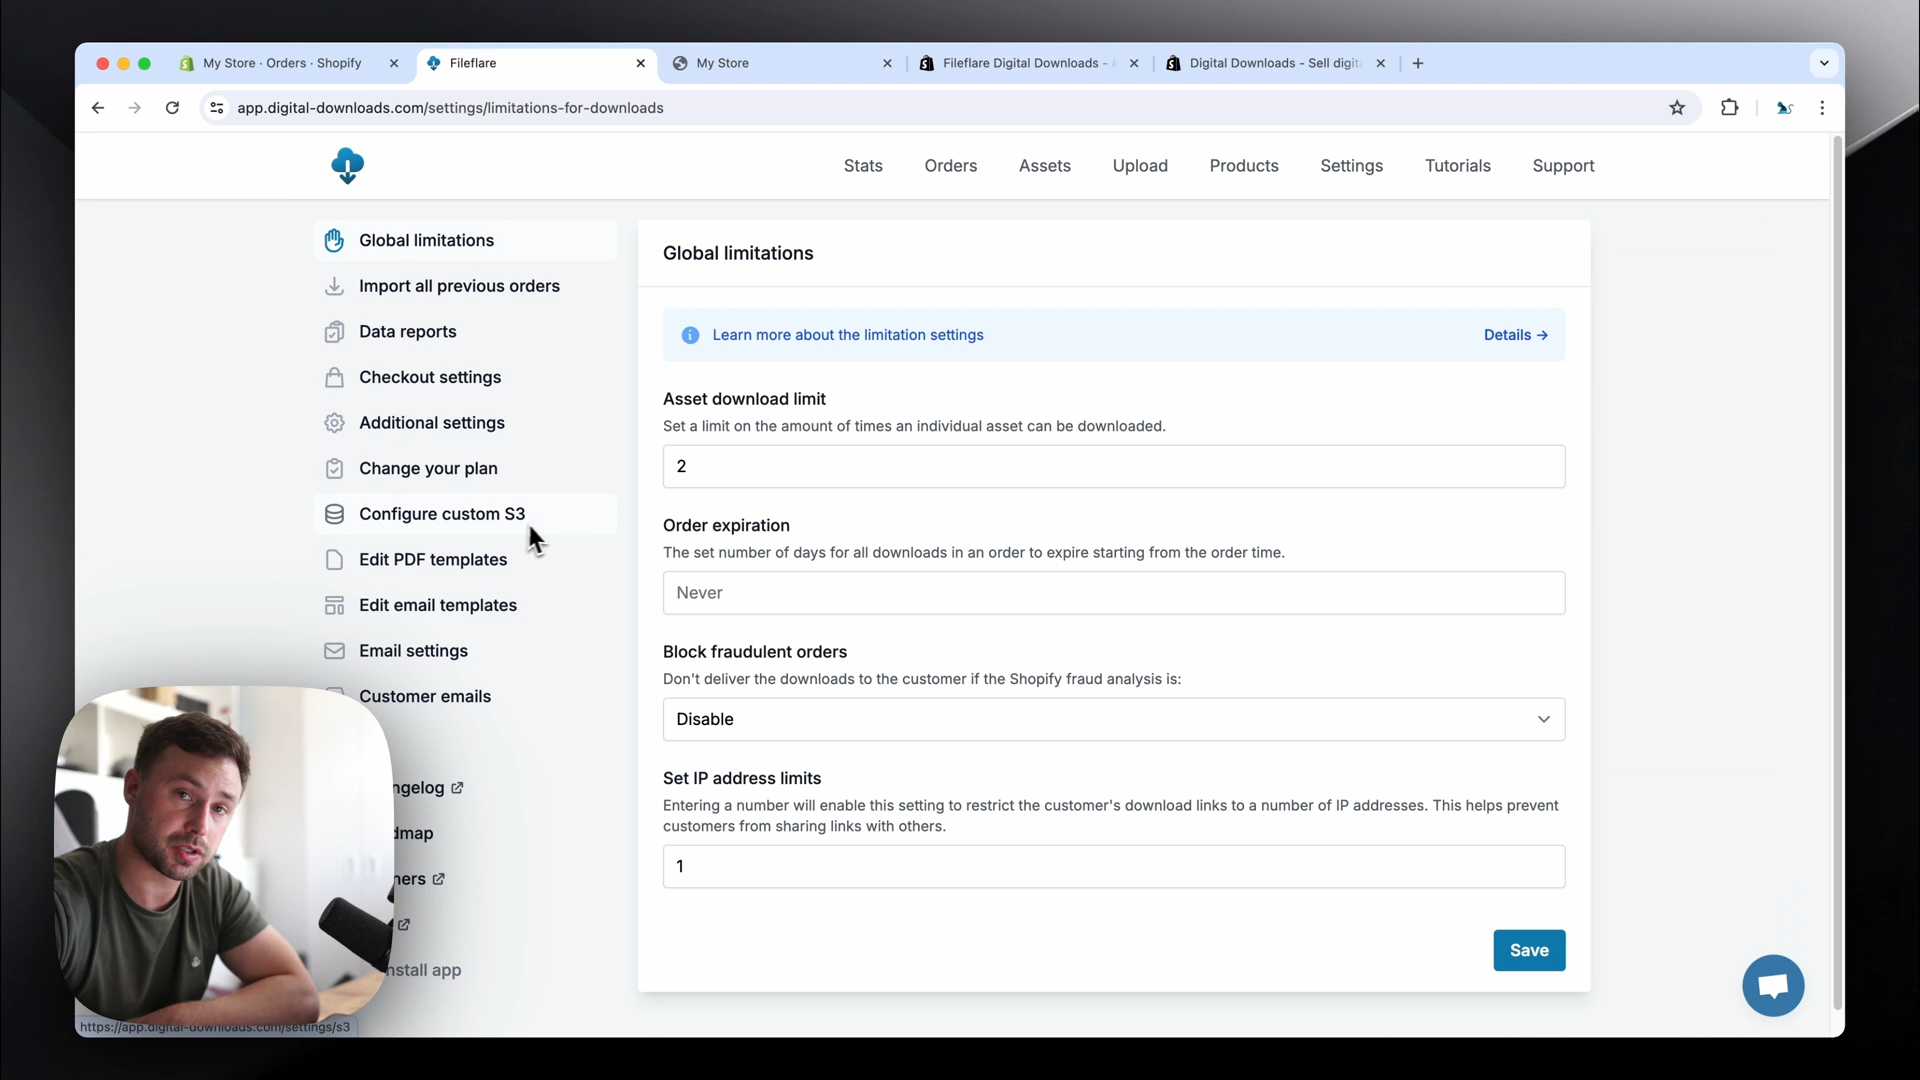 My Store · Orders · Shopify
Fileflare
My Store
Fileflare Digital Downloads -
Digital Downloads - Sell digit
app.digital-downloads.com/settings/limitations-for-downloads
Stats
Orders
Assets
Upload
Products
Settings
Tutorials
Support
Global limitations
Import all previous orders
Data reports
Checkout settings
Additional settings
Change your plan
Configure custom S3
Edit PDF templates
Edit email templates
Email settings
Customer emails
ngelog
dmap
ners
nstall app
https://app.digital-downloads.com/settings/s3
Global limitations
Learn more about the limitation settings
Details →
Asset download limit
Set a limit on the amount of times an individual asset can be downloaded.
2
Order expiration
The set number of days for all downloads in an order to expire starting from the order time.
Never
Block fraudulent orders
Don't deliver the downloads to the customer if the Shopify fraud analysis is:
Disable
Set IP address limits
Entering a number will enable this setting to restrict the customer's download links to a number of IP addresses. This helps prevent
customers from sharing links with others.
1
Save